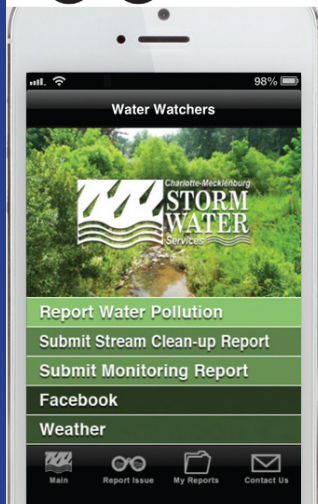 98%
Water Watchers
Charlotte-Mecklenburg
STORM
WATER
Services
Report Water Pollution
Submit Stream Clean-up Report
Submit Monitoring Report
Facebook
Weather
Main Report Issue My Reports Contact Us